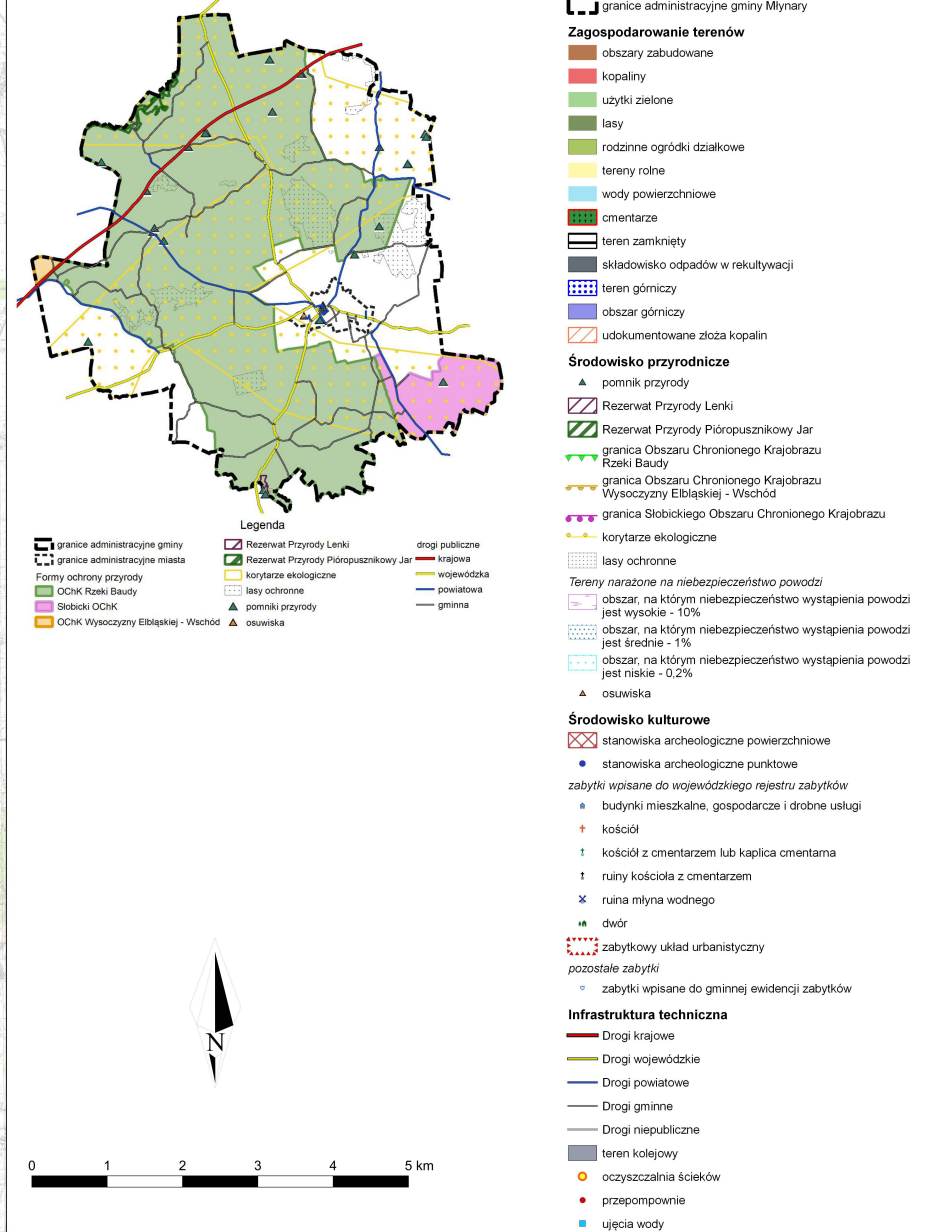 Legenda
granice administracyjne gminy
granice administracyjne miasta
Formy ochrony przyrody
OChK Rzeki Baudy
Słobicki OChK
OChK Wysoczyzny Elbląskiej - Wschód
Rezerwat Przyrody Lenki
Rezerwat Przyrody Pióropusznikowy Jar
korytarze ekologiczne
lasy ochronne
pomniki przyrody
osuwiska
drogi publiczne
krajowa
wojewódzka
powiatowa
gminna
N
0 1 2 3 4 5 km
granice administracyjne gminy Młynary
Zagospodarowanie terenów
obszary zabudowane
kopaliny
użytki zielone
lasy
rodzinne ogródki działkowe
tereny rolne
wody powierzchniowe
cmentarze
teren zamknięty
składowisko odpadów w rekultywacji
teren górniczy
obszar górniczy
udokumentowane złoża kopalin
Środowisko przyrodnicze
pomnik przyrody
Rezerwat Przyrody Lenki
Rezerwat Przyrody Pióropusznikowy Jar
granica Obszaru Chronionego Krajobrazu
Rzeki Baudy
granica Obszaru Chronionego Krajobrazu
Wysoczyzny Elbląskiej - Wschód
granica Słobickiego Obszaru Chronionego Krajobrazu
korytarze ekologiczne
lasy ochronne
Tereny narażone na niebezpieczeństwo powodzi
obszar, na którym niebezpieczeństwo wystąpienia powodzi
jest wysokie - 10%
obszar, na którym niebezpieczeństwo wystąpienia powodzi
jest średnie - 1%
obszar, na którym niebezpieczeństwo wystąpienia powodzi
jest niskie - 0,2%
osuwiska
Środowisko kulturowe
stanowiska archeologiczne powierzchniowe
stanowiska archeologiczne punktowe
zabytki wpisane do wojewódzkiego rejestru zabytków
budynki mieszkalne, gospodarcze i drobne usługi
kościół
kościół z cmentarzem lub kaplica cmentarna
ruiny kościoła z cmentarzem
ruina młyna wodnego
dwór
zabytkowy układ urbanistyczny
pozostałe zabytki
zabytki wpisane do gminnej ewidencji zabytków
Infrastruktura techniczna
Drogi krajowe
Drogi wojewódzkie
Drogi powiatowe
Drogi gminne
Drogi niepubliczne
teren kolejowy
oczyszczalnia ścieków
przepompownie
ujęcia wody